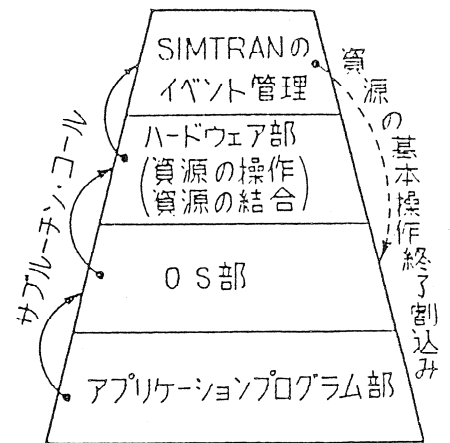 SIMTRANの
イベント管理
ハードウェア部
(資源の操作)
(資源の結合)
OS部
アプリケーションプログラム部
サブルーチン・コール
資源の基本操作終了割込み